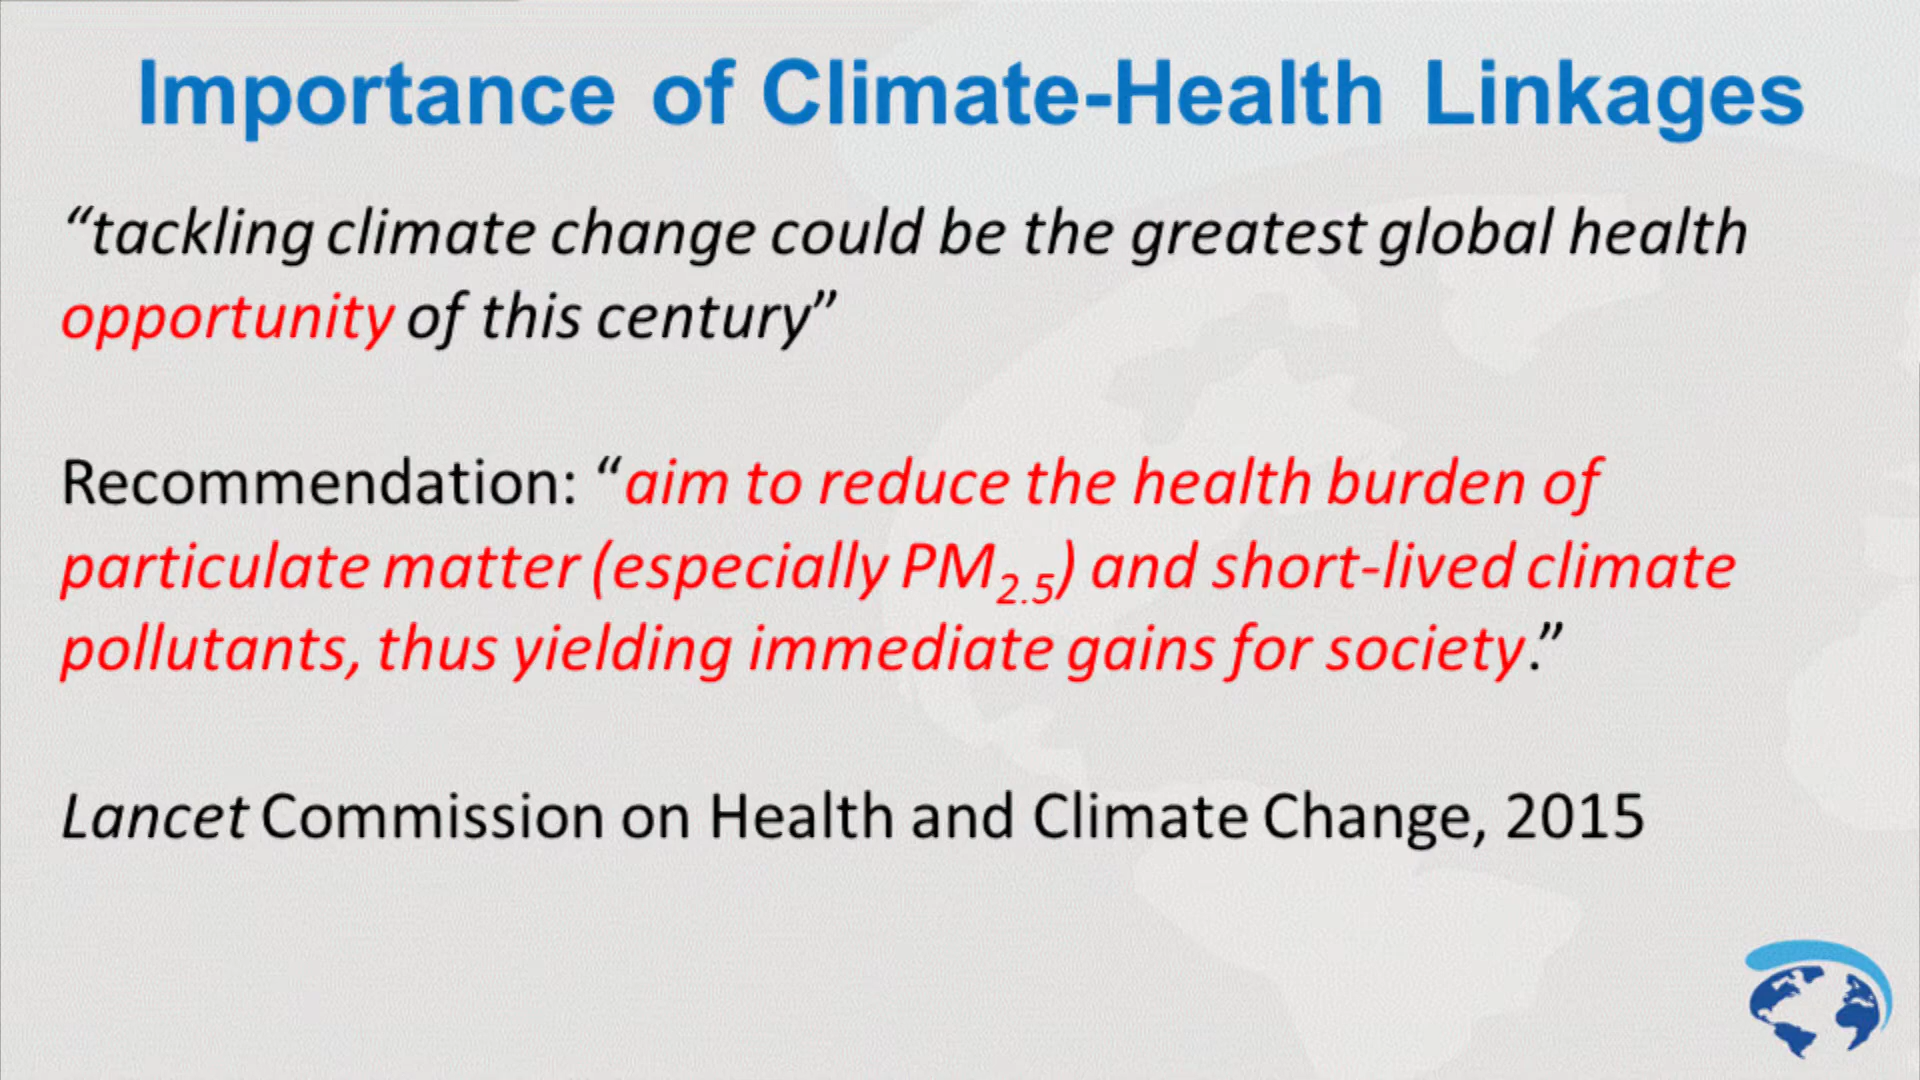 Importance of Climate-Health Linkages
“tackling climate change could be the greatest global health
opportunity of this century”
Recommendation: “aim to reduce the health burden of
particulate matter (especially PM2.5) and short-lived climate
pollutants, thus yielding immediate gains for society.”
Lancet Commission on Health and Climate Change, 2015